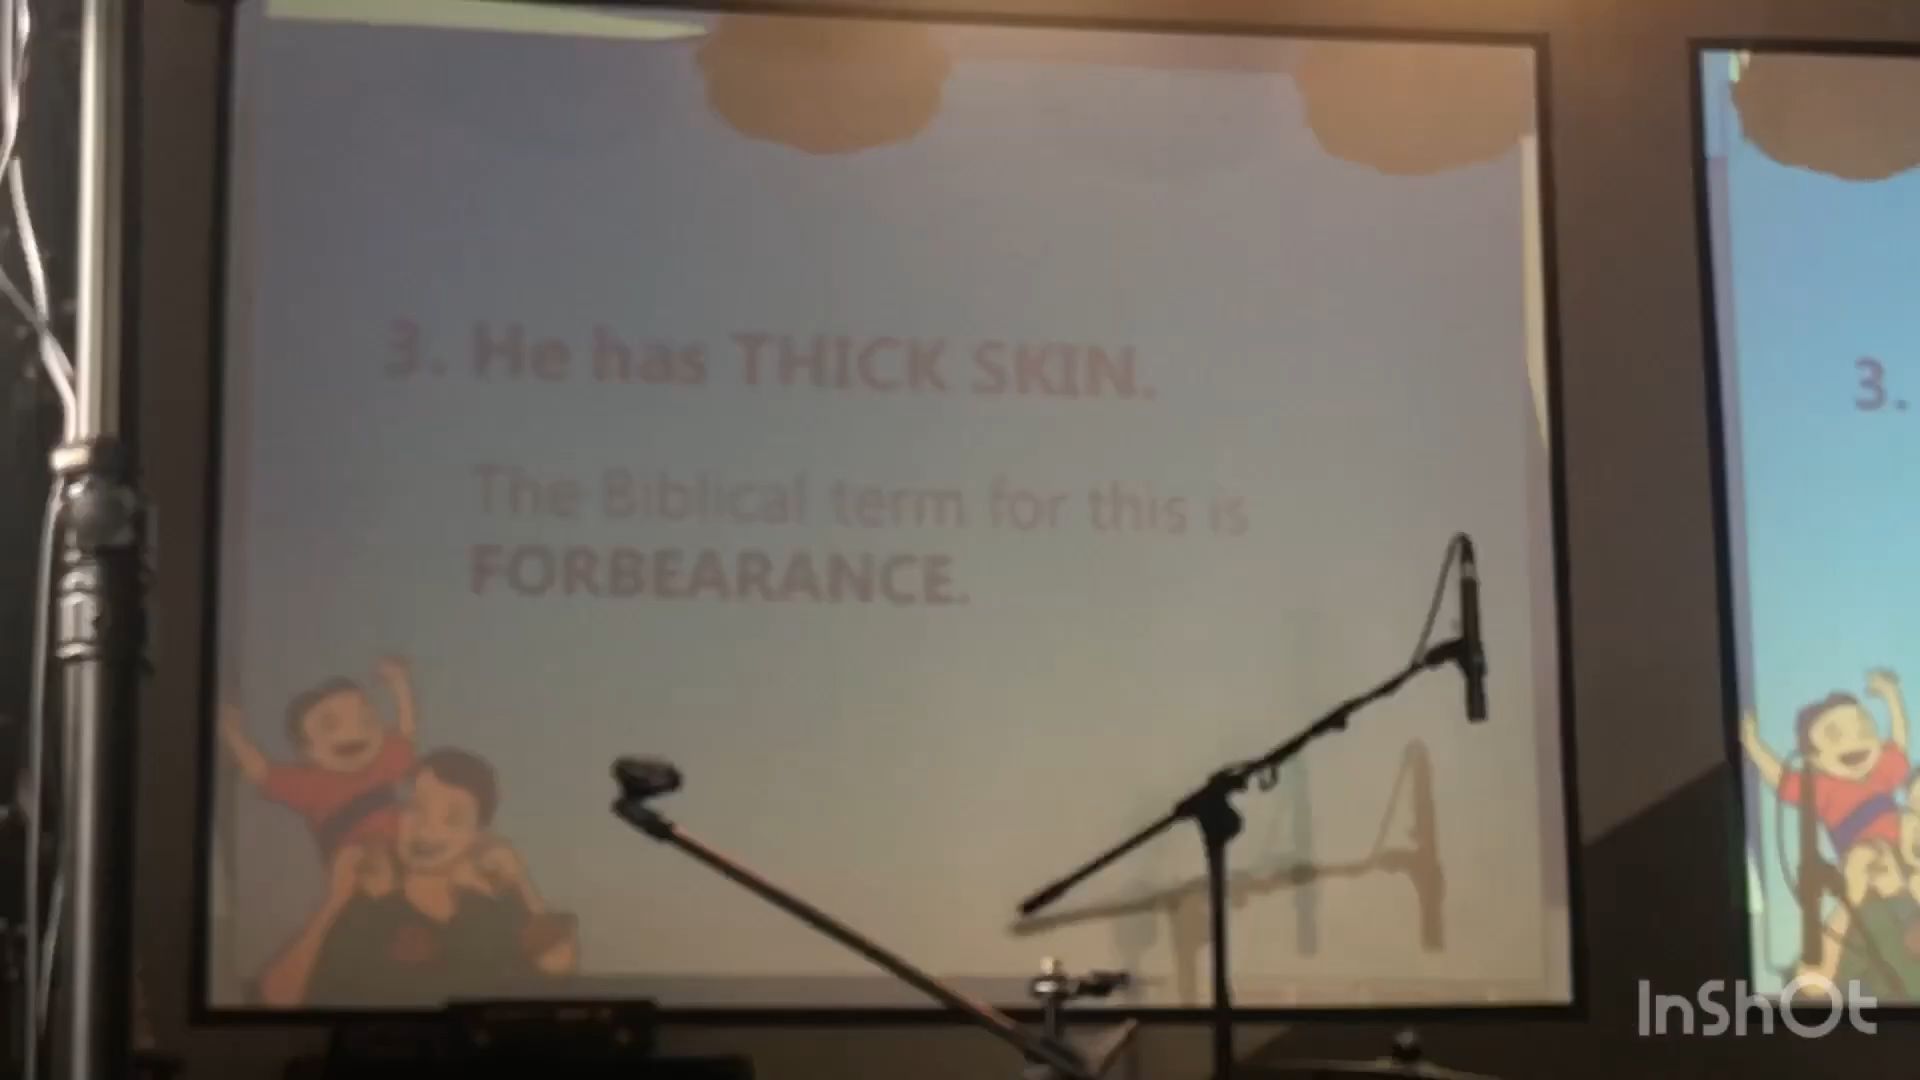 3. He has THICK SKIN.
The Biblical term for this is
FORBEARANCE.
3.
InShOt